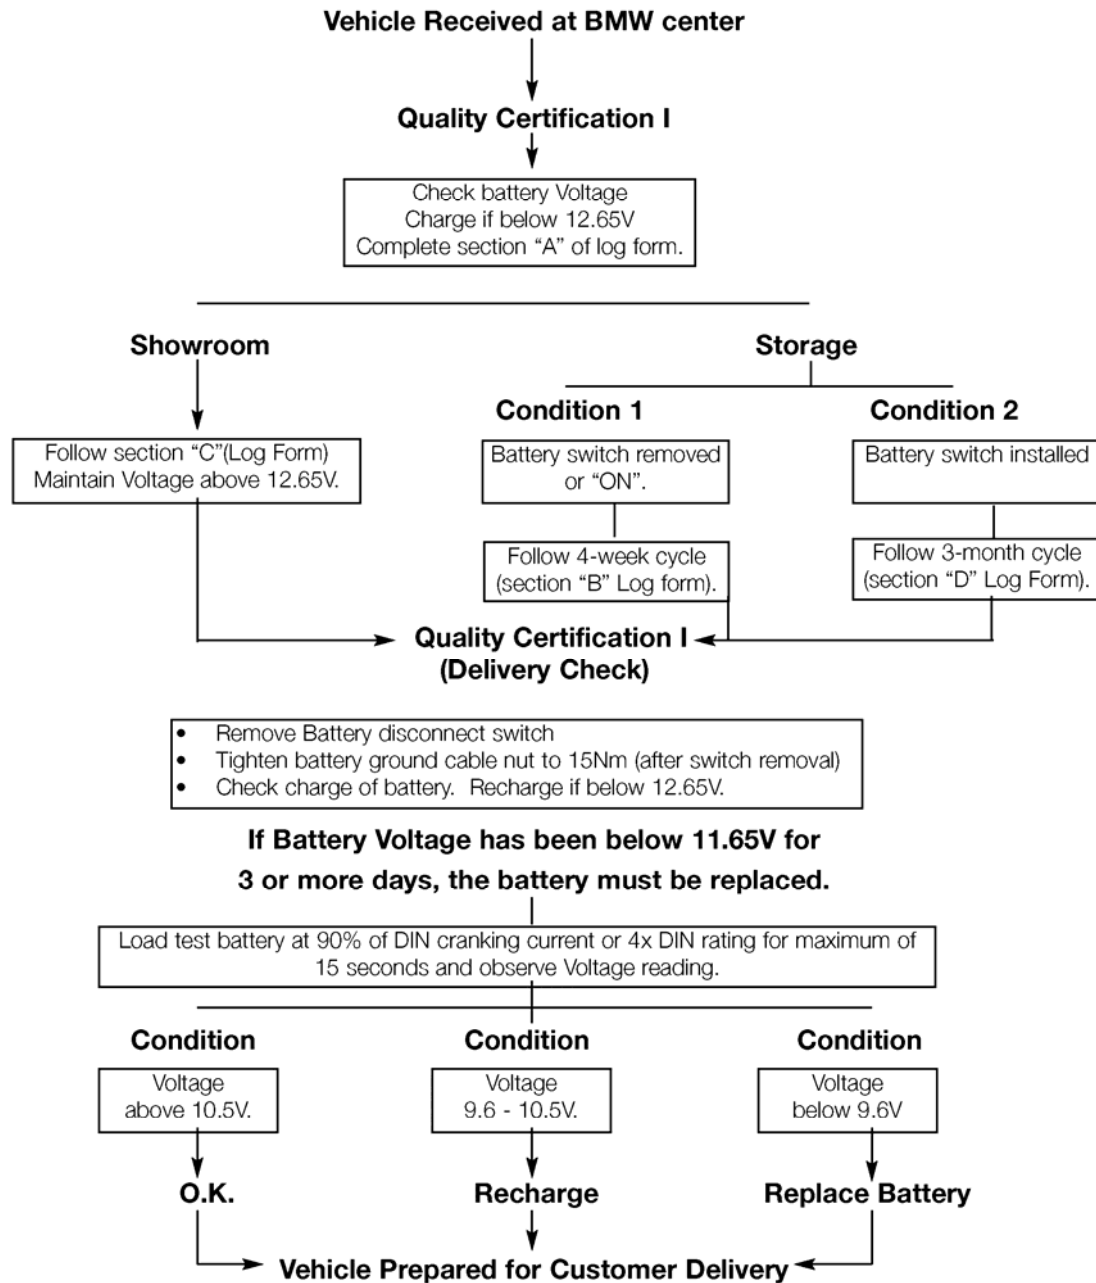 Vehicle Received at BMW center
Quality Certification I
Check battery Voltage
Charge if below 12.65V
Complete section “A” of log form.
Showroom
Storage
Condition 1
Condition 2
Follow section “C”(Log Form)
Maintain Voltage above 12.65V.
Battery switch removed
or “ON”.
Battery switch installed
Follow 4-week cycle
(section “B” Log form).
Follow 3-month cycle
(section “D” Log Form).
Quality Certification I
(Delivery Check)
• Remove Battery disconnect switch
• Tighten battery ground cable nut to 15Nm (after switch removal)
• Check charge of battery. Recharge if below 12.65V.
If Battery Voltage has been below 11.65V for
3 or more days, the battery must be replaced.
Load test battery at 90% of DIN cranking current or 4x DIN rating for maximum of
15 seconds and observe Voltage reading.
Condition
Condition
Condition
Voltage
above 10.5V.
Voltage
9.6 - 10.5V.
Voltage
below 9.6V
O.K.
Recharge
Replace Battery
Vehicle Prepared for Customer Delivery